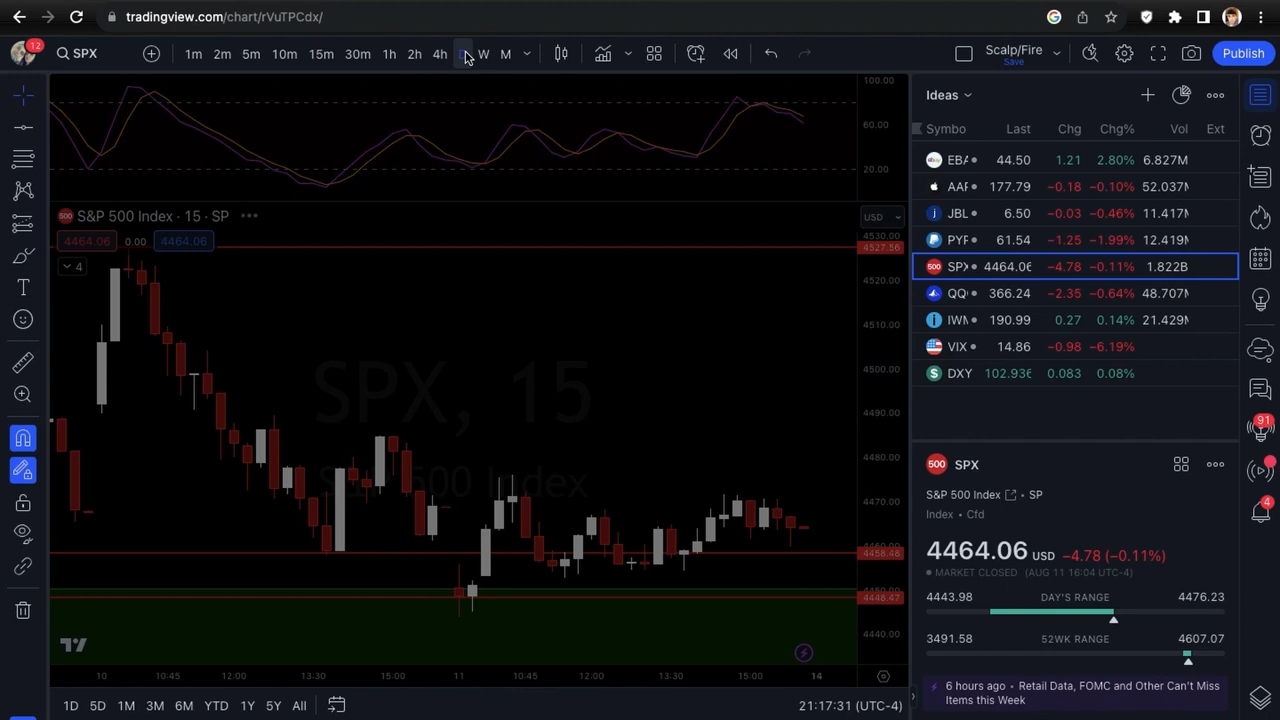 tradingview.com/chart/rVuTPCdx/
12 SPX 1m 2m 5m 10m 15m 30m 1h 2h 4h D W M Scalp/Fire Save Publish
100.00
60.00
20.00
Ideas
Symbo Last Chg Chg% Vol Ext
EBA 44.50 1.21 2.80% 6.827M
AAP 177.79 −0.18 −0.10% 52.037M
JBL 6.50 −0.03 −0.46% 11.417M
PYP 61.54 −1.25 −1.99% 12.419M
SPX 4464.06 −4.78 −0.11% 1.822B
QQ 366.24 −2.35 −0.64% 48.707M
IWM 190.99 0.27 0.14% 21.429M
VIX 14.86 −0.98 −6.19%
DXY 102.936 0.083 0.08%
500 S&P 500 Index · 15 · SP
USD
4464.06 0.00 4464.06
4
4530.00
4527.56
4520.00
4510.00
4500.00
4490.00
4480.00
4470.00
4460.00
4458.48
4450.00
4448.47
4440.00
SPX, 15
S&P 500 Index
10 10:45 12:00 13:30 15:00 11 10:45 12:00 13:30 15:00 14
1D 5D 1M 3M 6M YTD 1Y 5Y All
21:17:31 (UTC-4)
500 SPX
S&P 500 Index • SP
Index • Cfd
4464.06 USD −4.78 (−0.11%)
MARKET CLOSED (AUG 11 16:04 UTC-4)
4443.98 DAY'S RANGE 4476.23
3491.58 52WK RANGE 4607.07
6 hours ago • Retail Data, FOMC and Other Can't Miss
Items this Week
91
4